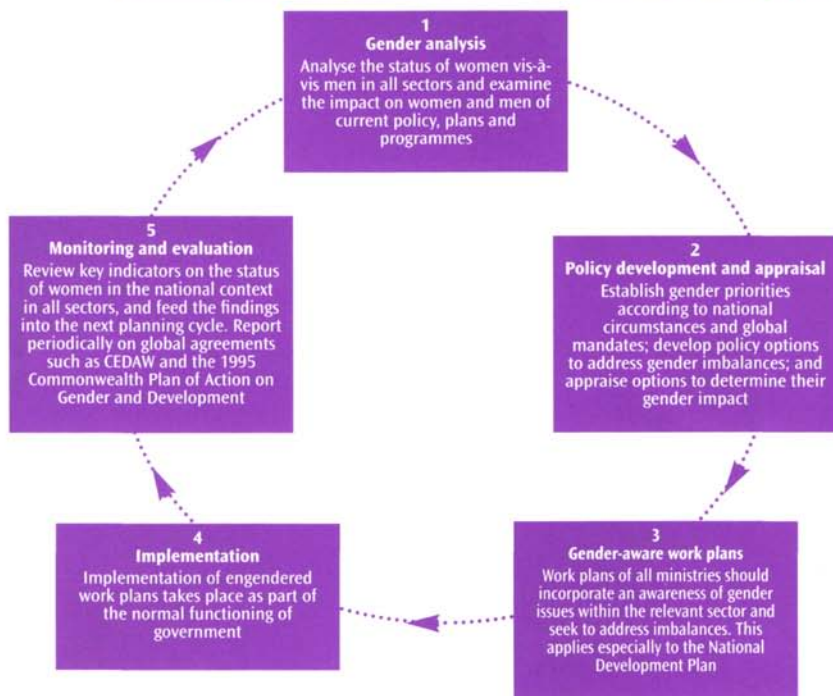 1
Gender analysis
Analyse the status of women vis-à-
vis men in all sectors and examine
the impact on women and men of
current policy, plans and
programmes
2
Policy development and appraisal
Establish gender priorities
according to national
circumstances and global
mandates; develop policy options
to address gender imbalances; and
appraise options to determine their
gender impact
3
Gender-aware work plans
Work plans of all ministries should
incorporate an awareness of gender
issues within the relevant sector and
seek to address imbalances. This
applies especially to the National
Development Plan
4
Implementation
Implementation of engendered
work plans takes place as part of
the normal functioning of
government
5
Monitoring and evaluation
Review key indicators on the status
of women in the national context
in all sectors, and feed the findings
into the next planning cycle. Report
periodically on global agreements
such as CEDAW and the 1995
Commonwealth Plan of Action on
Gender and Development